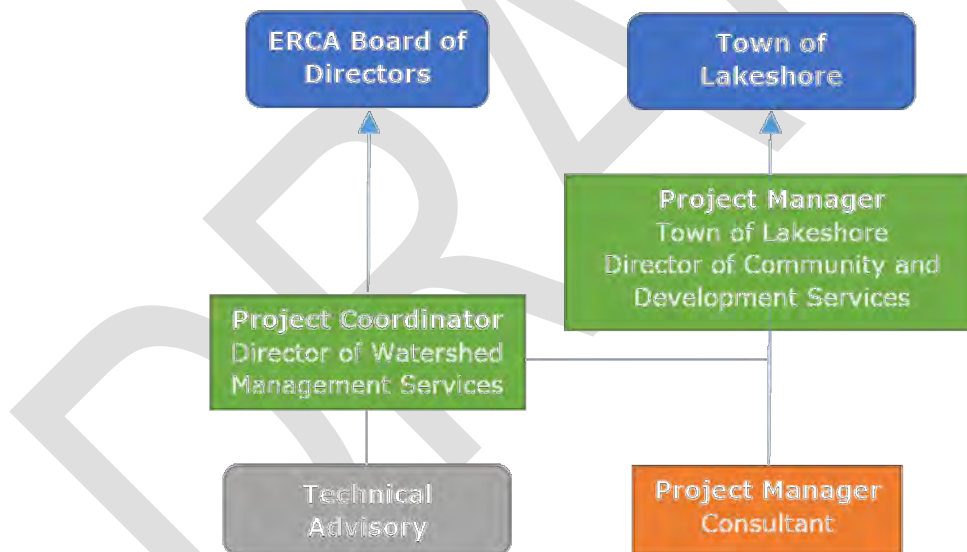 ERCA Board of
Directors
Town of
Lakeshore
Project Manager
Town of Lakeshore
Director of Community and
Development Services
Project Coordinator
Director of Watershed
Management Services
Technical
Advisory
Project Manager
Consultant
DRA